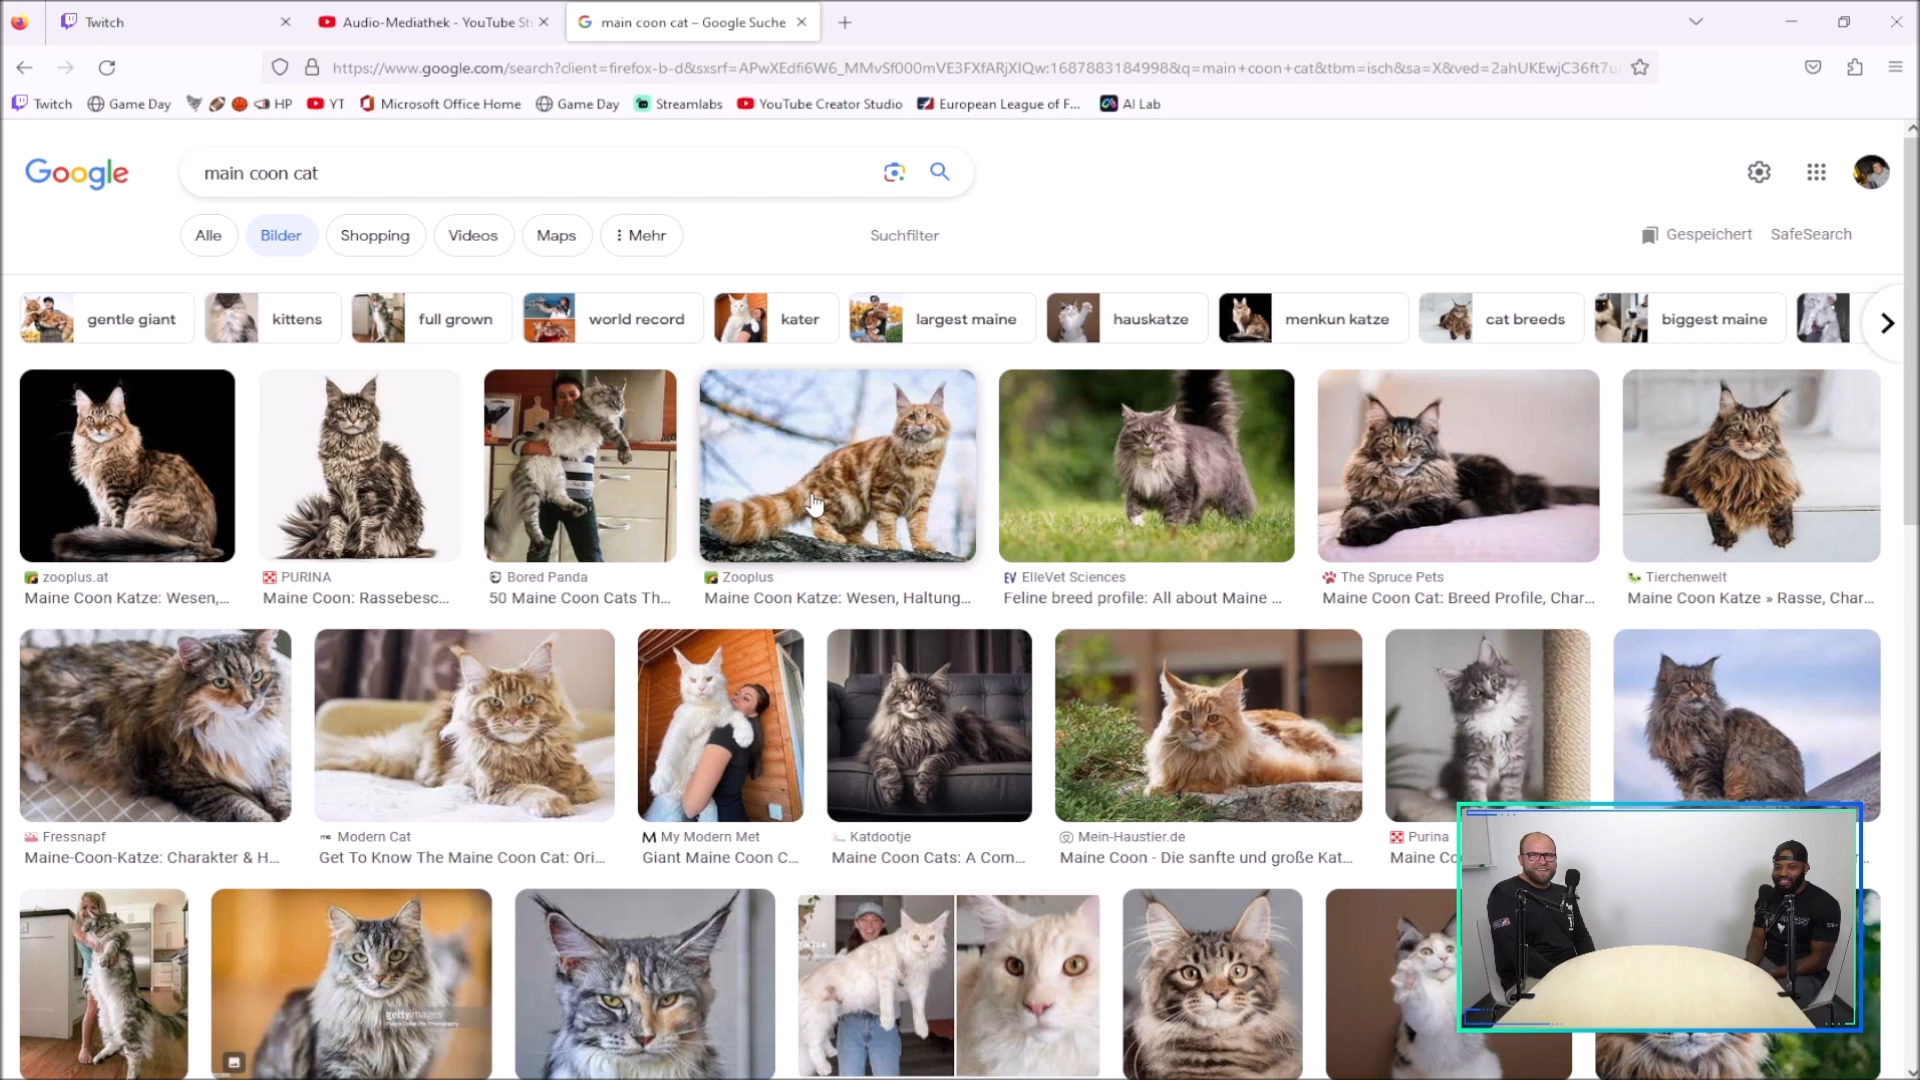 Twitch
Audio-Mediathek - YouTube St
main coon cat – Google Suche
https://www.google.com/search?client=firefox-b-d&sxsrf=APwXEdfi6W6_MMvSf000mVE3FXfARjXIQw:1687883184998&q=main+coon+cat&tbm=isch&sa=X&ved=2ahUKEwjC36ft7u
Twitch
Game Day
HP
YT
Microsoft Office Home
Game Day
Streamlabs
YouTube Creator Studio
European League of F...
AI Lab
Google
main coon cat
Alle
Bilder
Shopping
Videos
Maps
Mehr
Suchfilter
Gespeichert
SafeSearch
gentle giant
kittens
full grown
world record
kater
largest maine
hauskatze
menkun katze
cat breeds
biggest maine
zooplus.at
Maine Coon Katze: Wesen,...
PURINA
Maine Coon: Rassebesc...
Bored Panda
50 Maine Coon Cats Th...
Zooplus
Maine Coon Katze: Wesen, Haltung...
EV ElleVet Sciences
Feline breed profile: All about Maine ...
The Spruce Pets
Maine Coon Cat: Breed Profile, Char...
Tierchenwelt
Maine Coon Katze » Rasse, Char...
Fressnapf
Maine-Coon-Katze: Charakter & H...
Modern Cat
Get To Know The Maine Coon Cat: Ori...
M My Modern Met
Giant Maine Coon C...
Katdootje
Maine Coon Cats: A Com...
Mein-Haustier.de
Maine Coon - Die sanfte und große Kat...
Purina
Maine Co
gettyimages